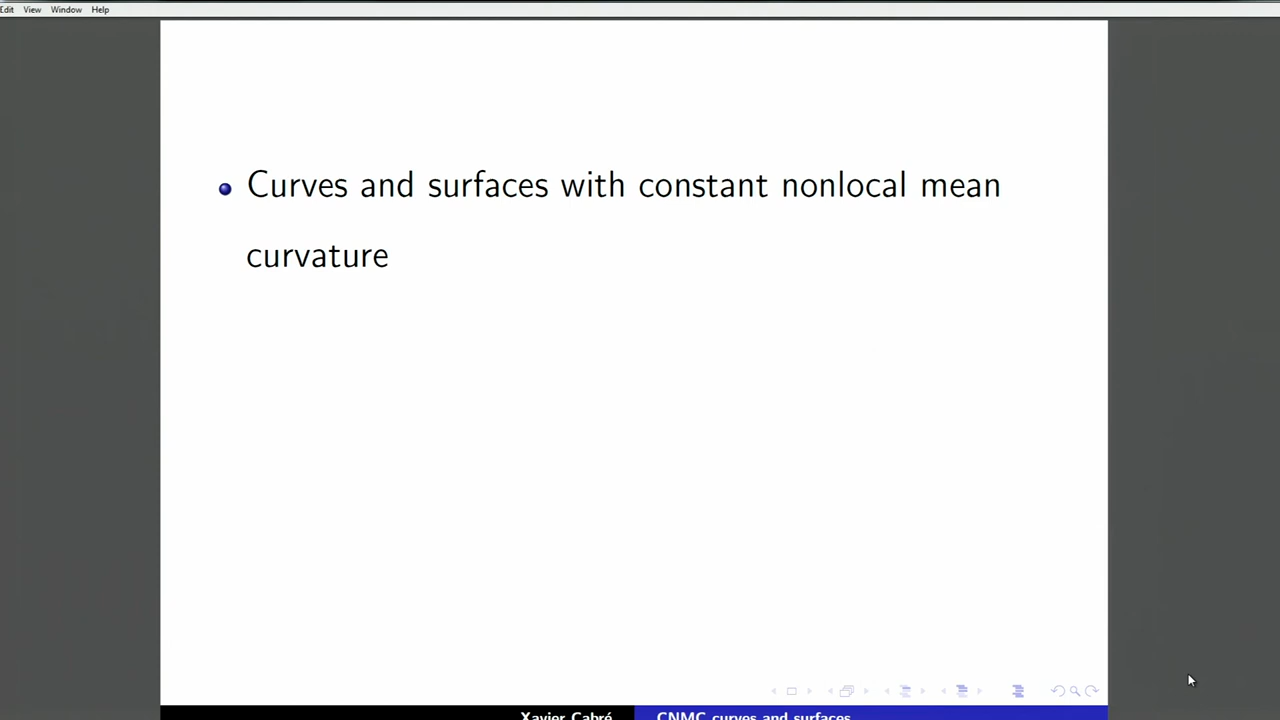 Edit View Window Help
Curves and surfaces with constant nonlocal mean
curvature
Xavier Cabré CNMC curves and surfaces